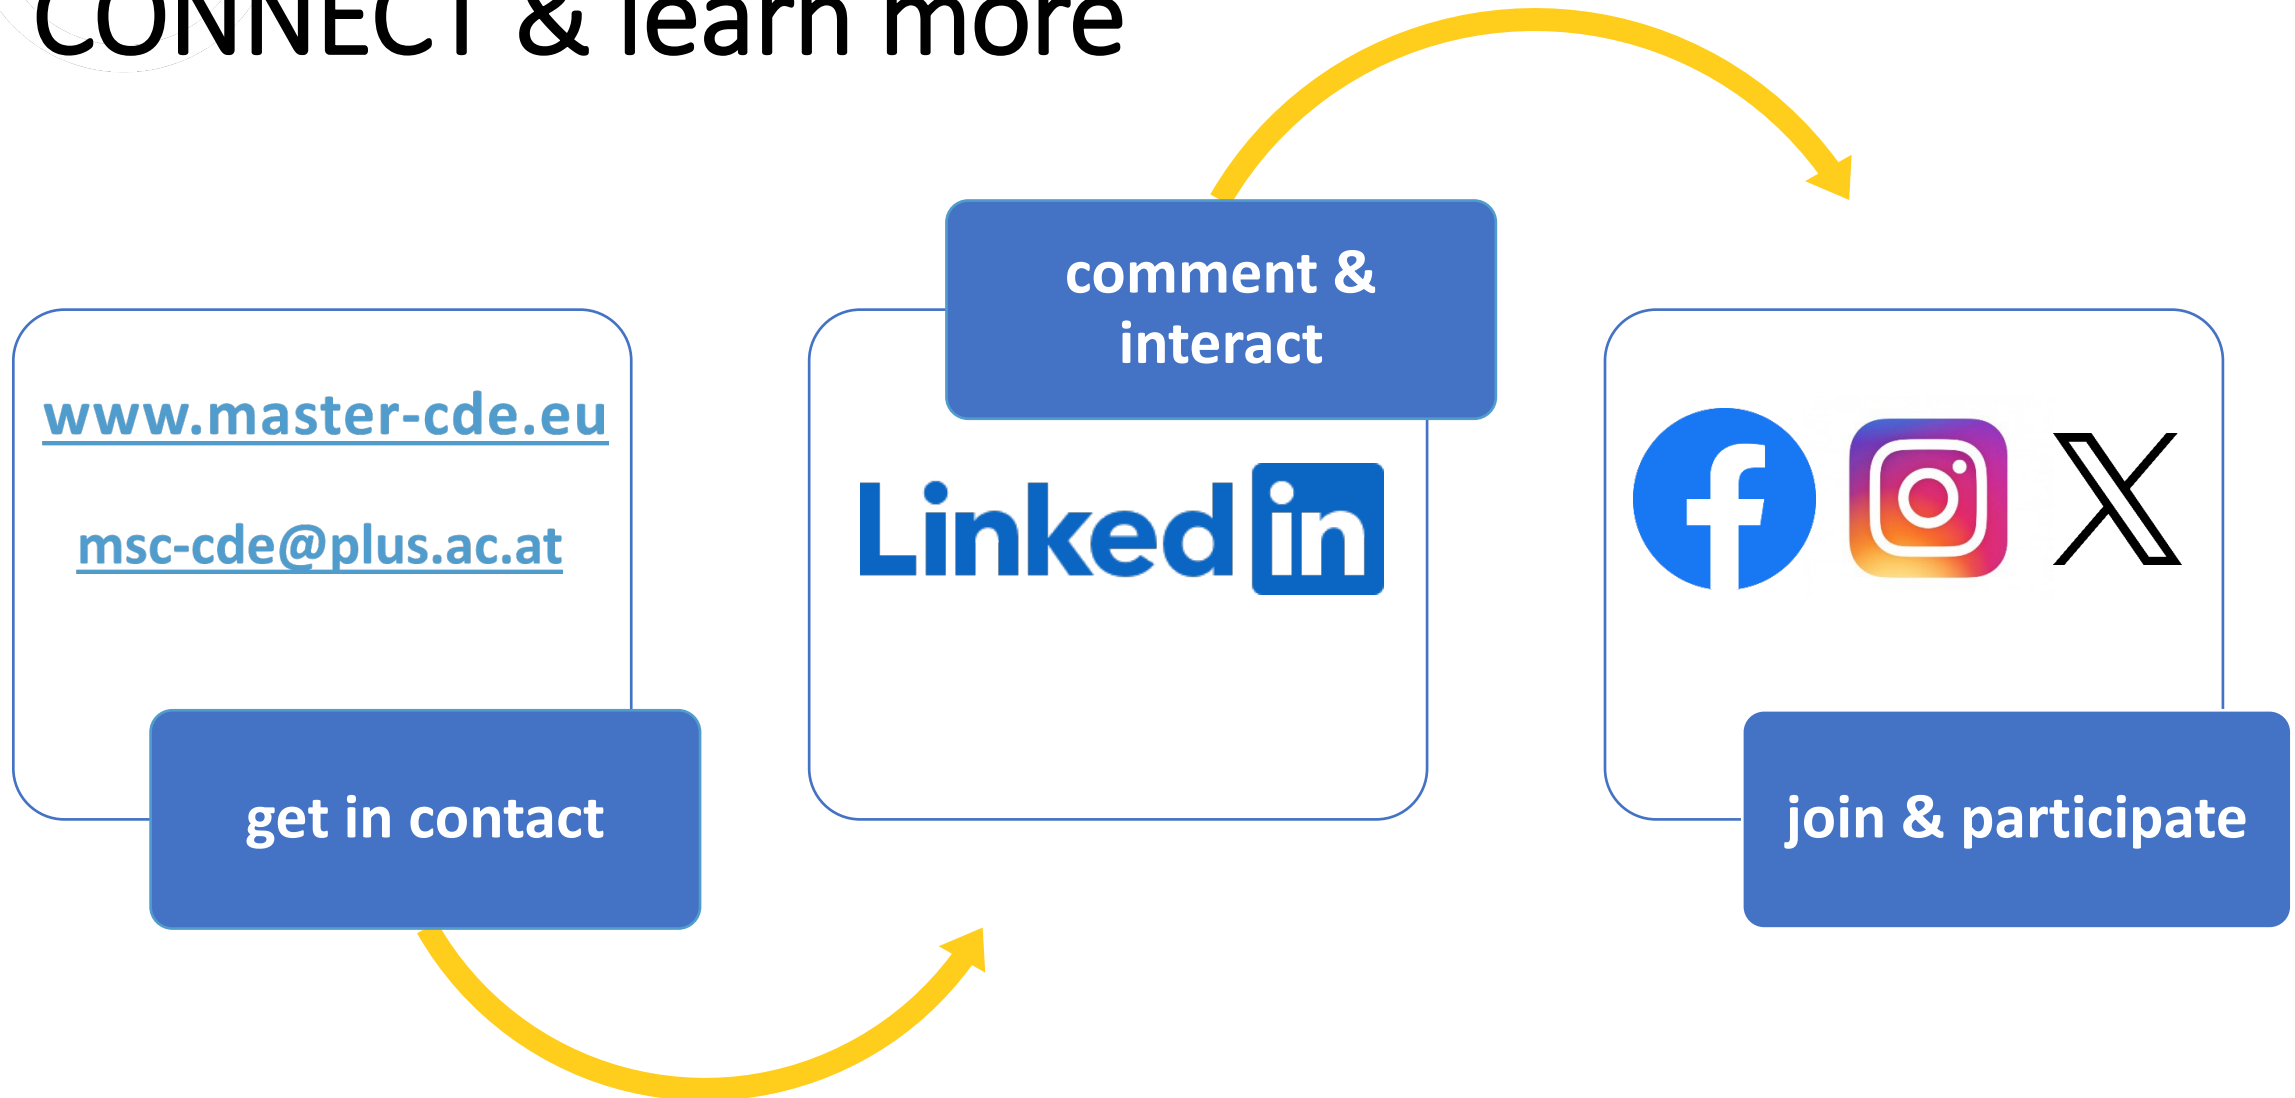 CONNECT & learn more
www.master-cde.eu
msc-cde@plus.ac.at
get in contact
comment &
interact
Linked in
join & participate